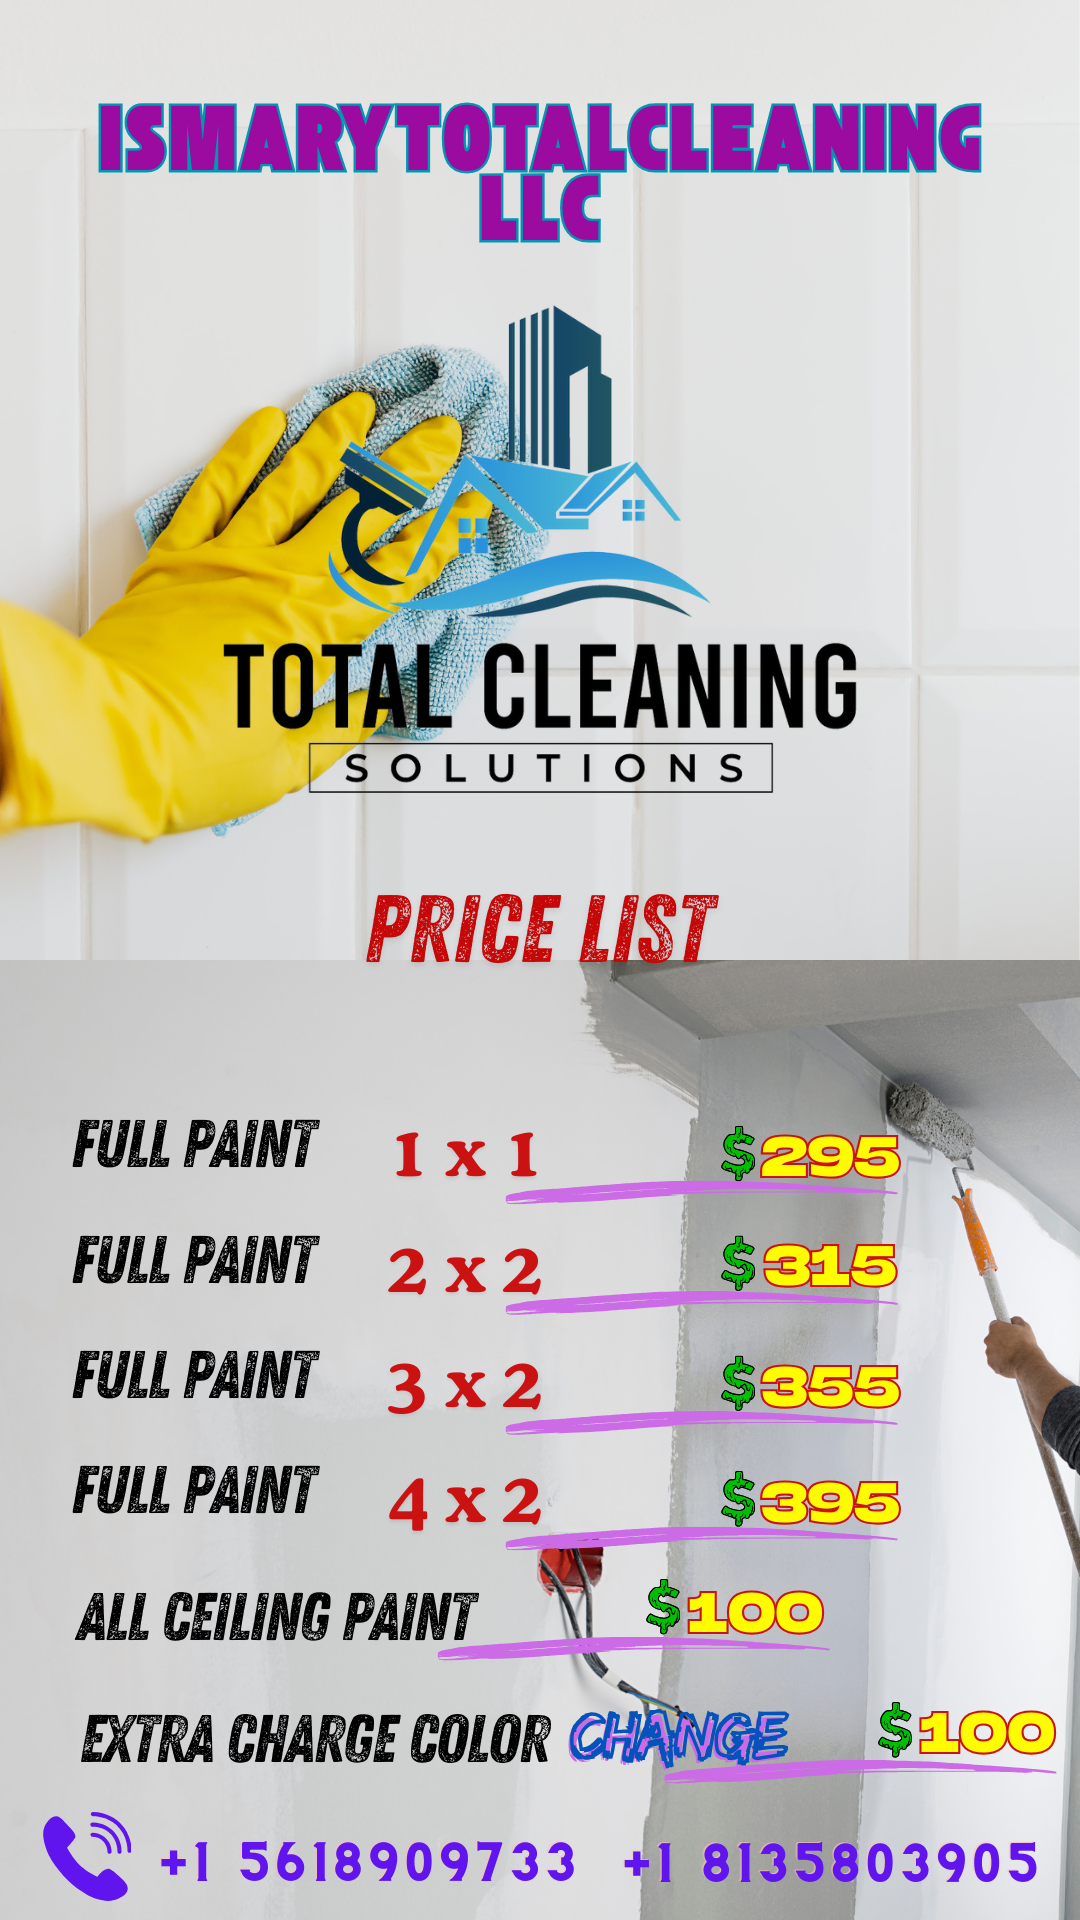 ISMARYTOTALCLEANING
LLC
TOTAL CLEANING
SOLUTIONS
PRICE LIST
FULL PAINT 1 x 1 $295
FULL PAINT 2 x 2 $315
FULL PAINT 3 x 2 $355
FULL PAINT 4 x 2 $395
ALL CEILING PAINT $100
EXTRA CHARGE COLOR CHANGE $100
+1 5618909733 +1 8135803905